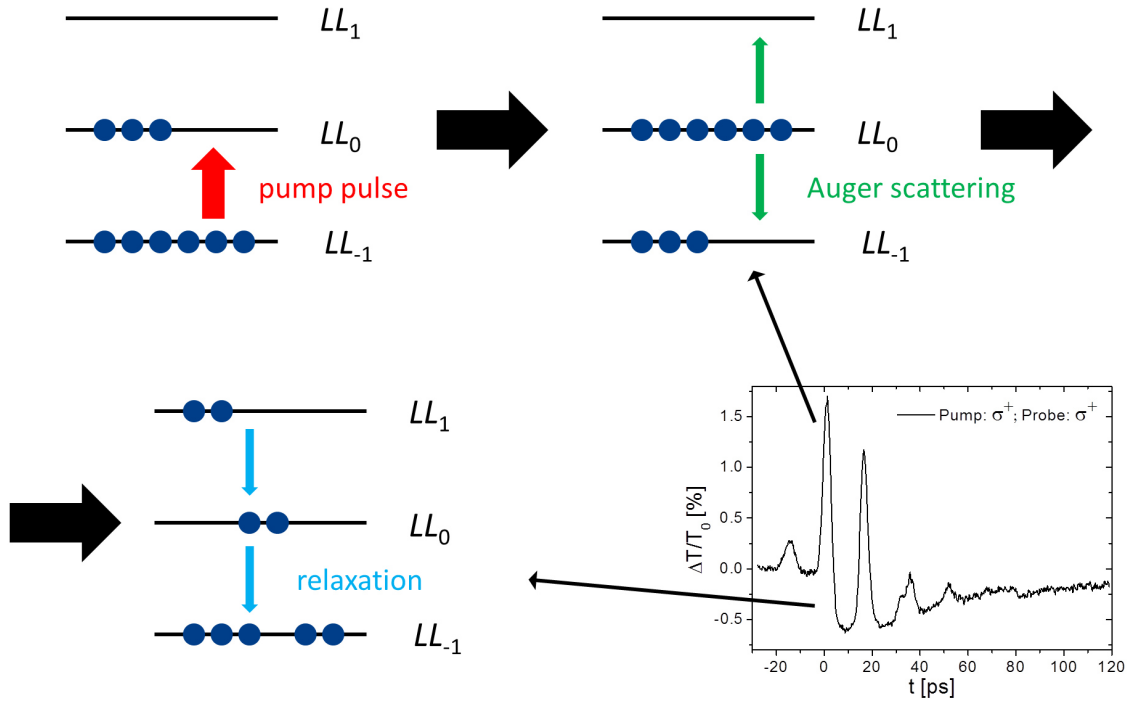 LL₁
LL₀
pump pulse
LL₋₁
LL₁
LL₀
Auger scattering
LL₋₁
LL₁
LL₀
relaxation
LL₋₁
Pump: σ⁺; Probe: σ⁺
ΔT/T₀ [%]
1.5
1.0
0.5
0.0
-0.5
-20 0 20 40 60 80 100 120
t [ps]